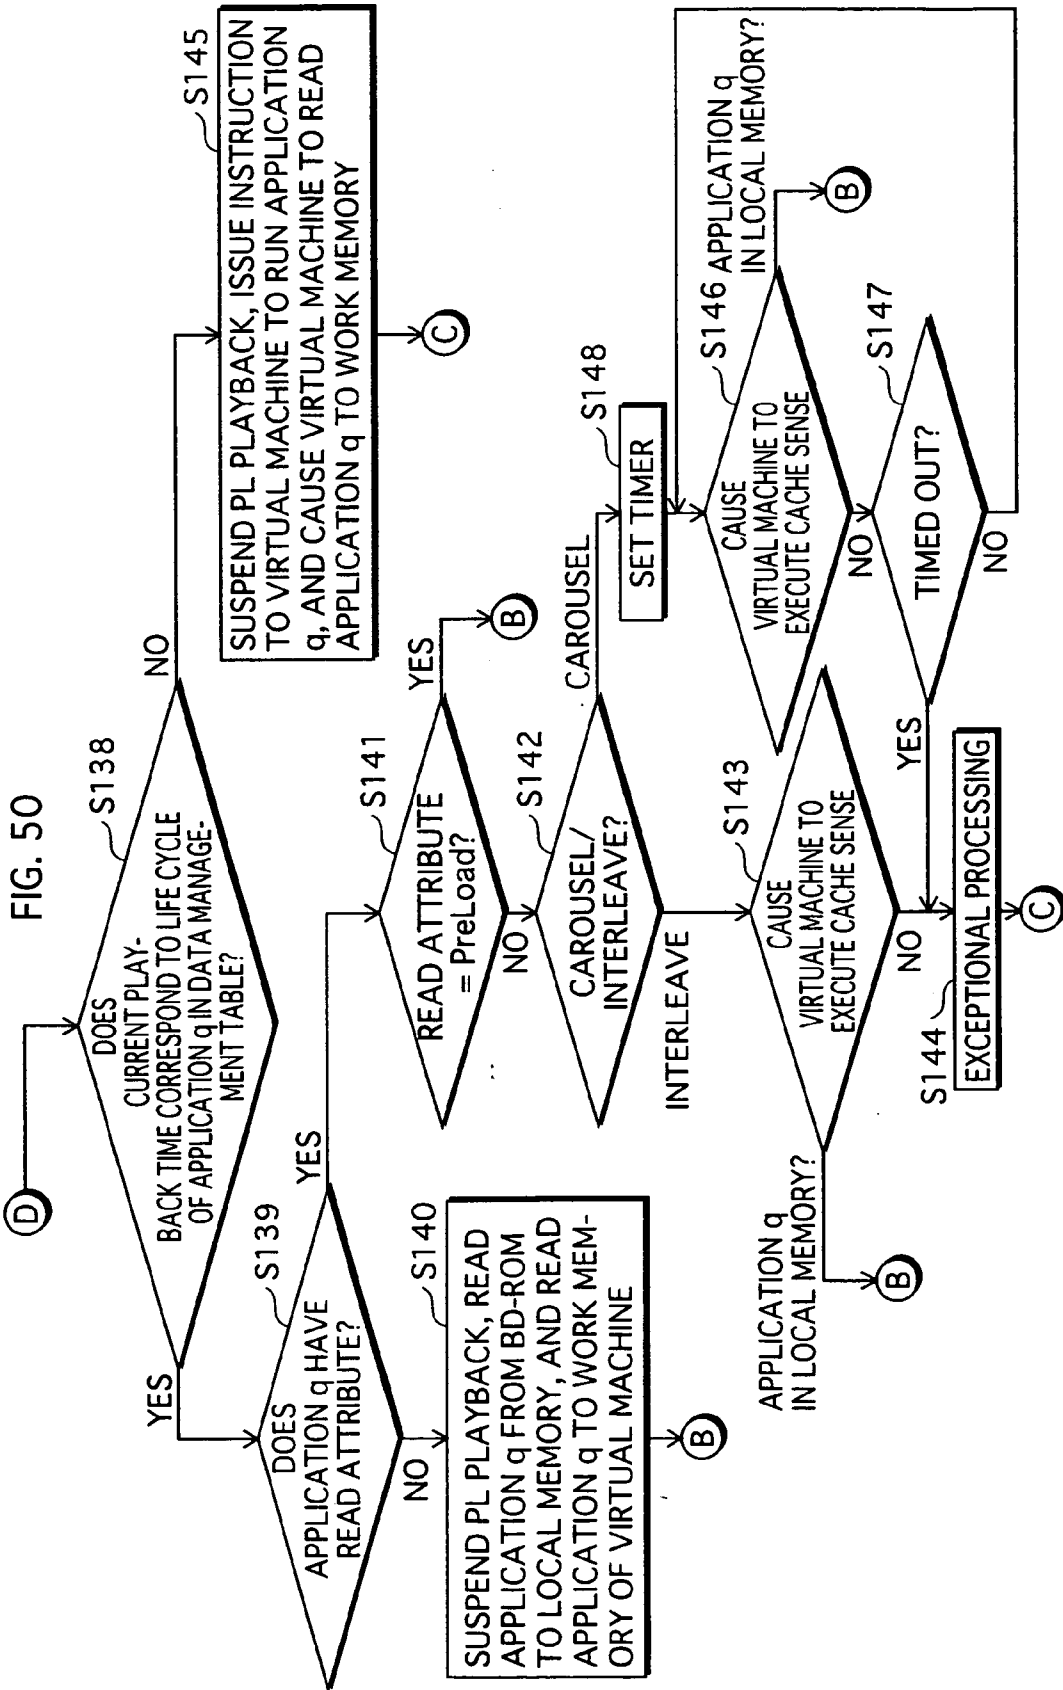 FIG. 50
D
DOES
CURRENT PLAY-
BACK TIME CORRESPOND TO LIFE CYCLE
OF APPLICATION q IN DATA MANAGE-
MENT TABLE?
S138
YES
NO
SUSPEND PL PLAYBACK, ISSUE INSTRUCTION
TO VIRTUAL MACHINE TO RUN APPLICATION
q, AND CAUSE VIRTUAL MACHINE TO READ
APPLICATION q TO WORK MEMORY
S145
C
DOES
APPLICATION q HAVE
READ ATTRIBUTE?
S139
YES
NO
SUSPEND PL PLAYBACK, READ
APPLICATION q FROM BD-ROM
TO LOCAL MEMORY, AND READ
APPLICATION q TO WORK MEM-
ORY OF VIRTUAL MACHINE
S140
B
READ ATTRIBUTE
= PreLoad?
S141
YES
B
NO
CAROUSEL/
INTERLEAVE?
S142
CAROUSEL
INTERLEAVE
SET TIMER
S148
CAUSE
VIRTUAL MACHINE TO
EXECUTE CACHE SENSE
S143
APPLICATION q
IN LOCAL MEMORY?
B
NO
CAUSE
VIRTUAL MACHINE TO
EXECUTE CACHE SENSE
S146
APPLICATION q
IN LOCAL MEMORY?
B
NO
TIMED OUT?
S147
YES
NO
S144
EXCEPTIONAL PROCESSING
C